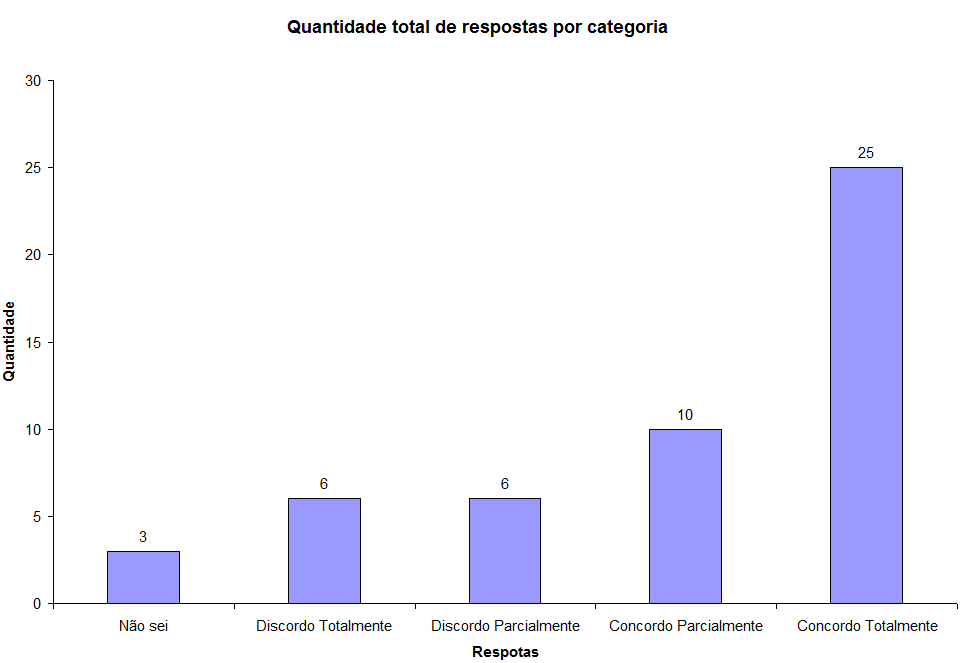 Quantidade total de respostas por categoria
30
25
25
20
15
10
10
6
6
5
3
0
Quantidade
Não sei
Discordo Totalmente
Discordo Parcialmente
Concordo Parcialmente
Concordo Totalmente
Respotas